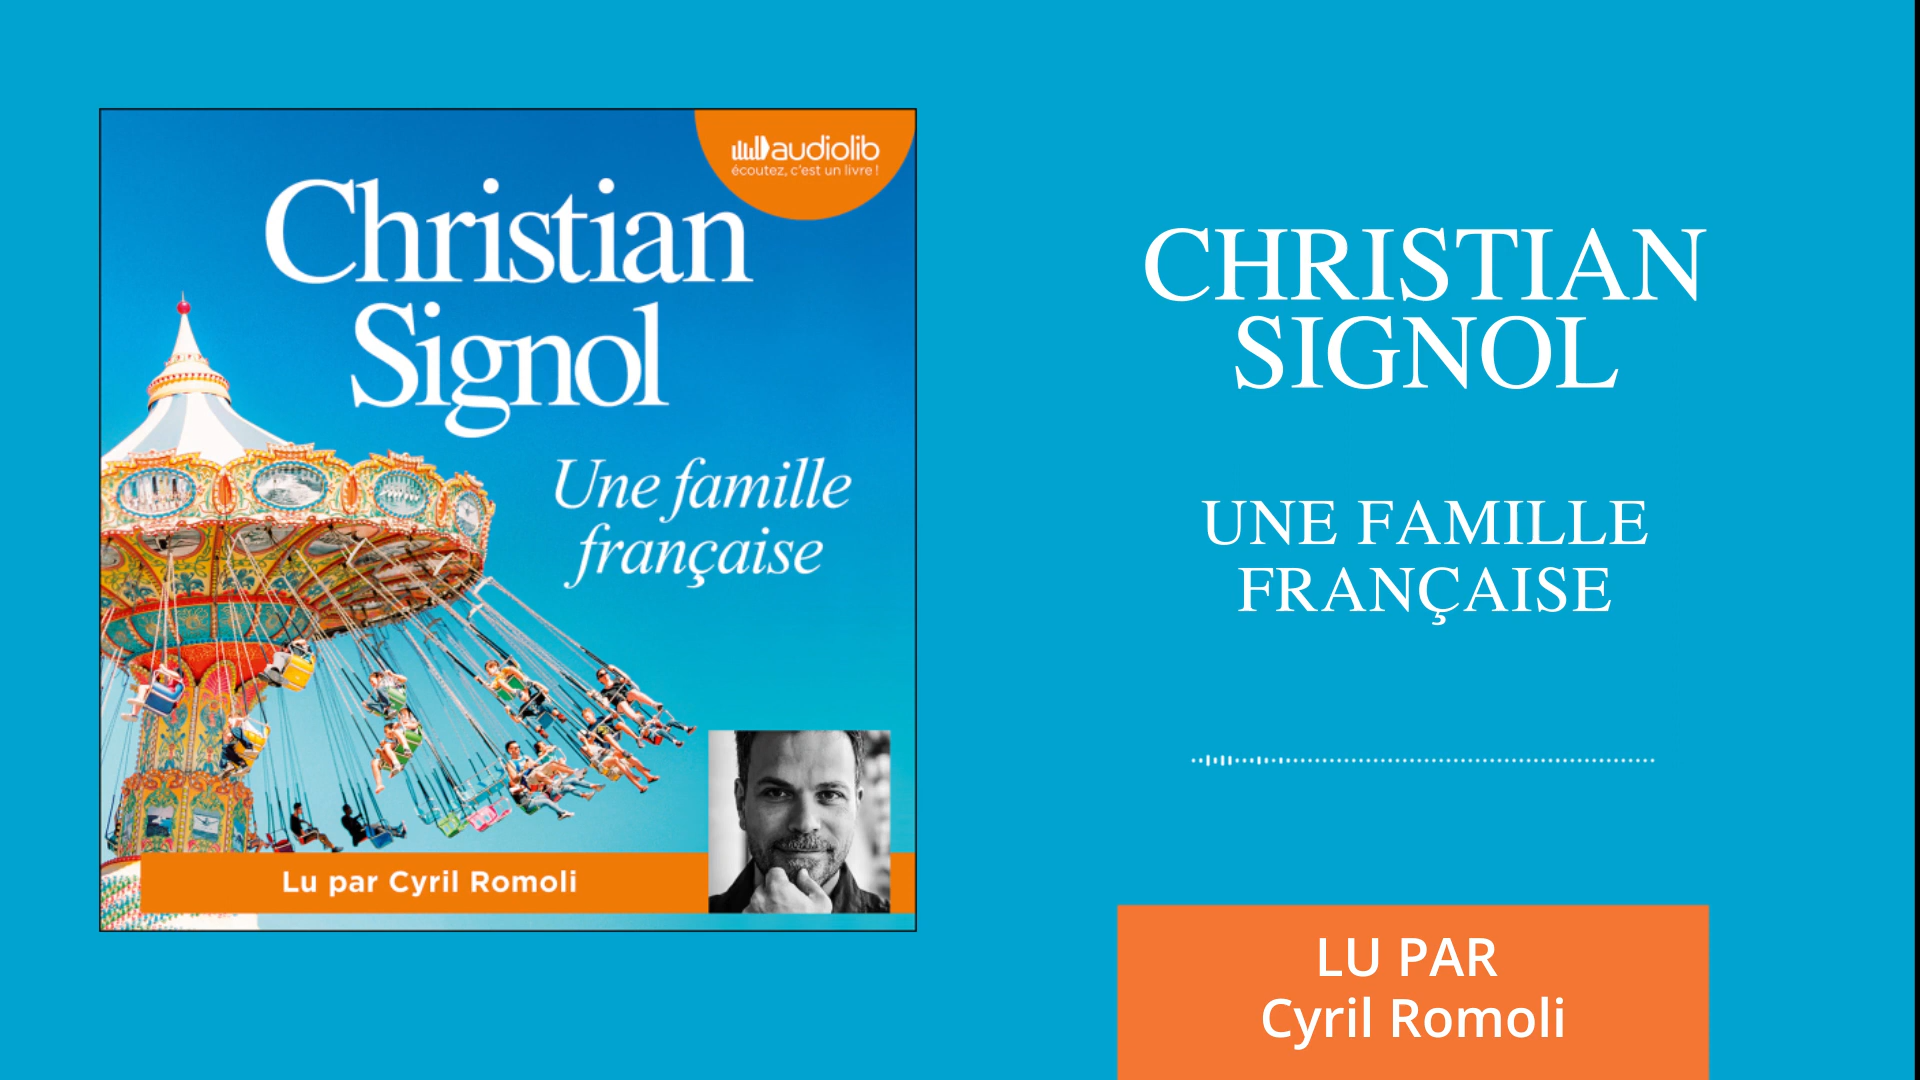 audiolib
écoutez, c'est un livre !
Christian
Signol
Une famille
française
Lu par Cyril Romoli
CHRISTIAN
SIGNOL
UNE FAMILLE
FRANÇAISE
LU PAR
Cyril Romoli